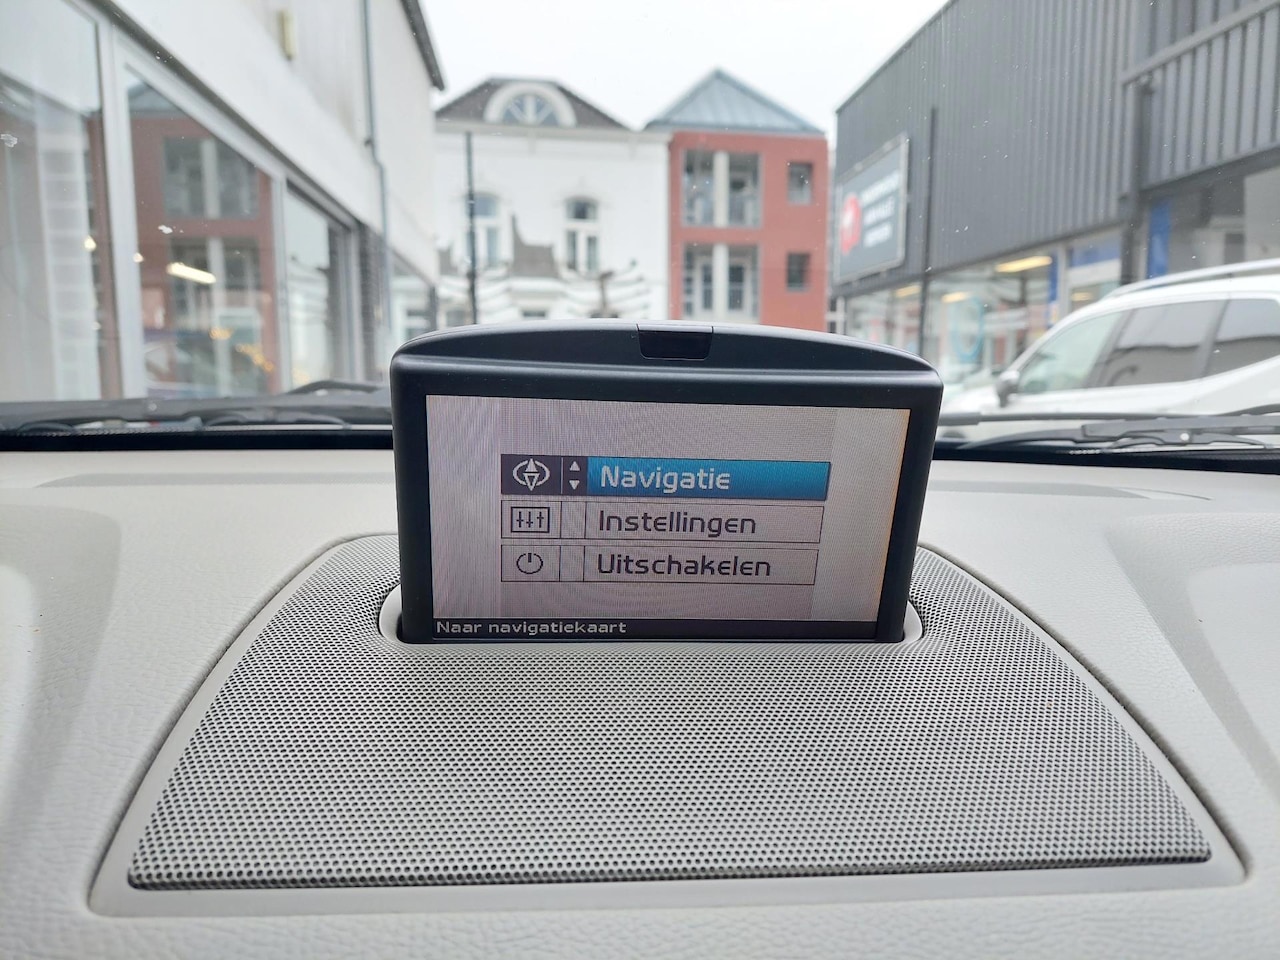 Navigatie
Instellingen
Uitschakelen
Naar navigatiekaart